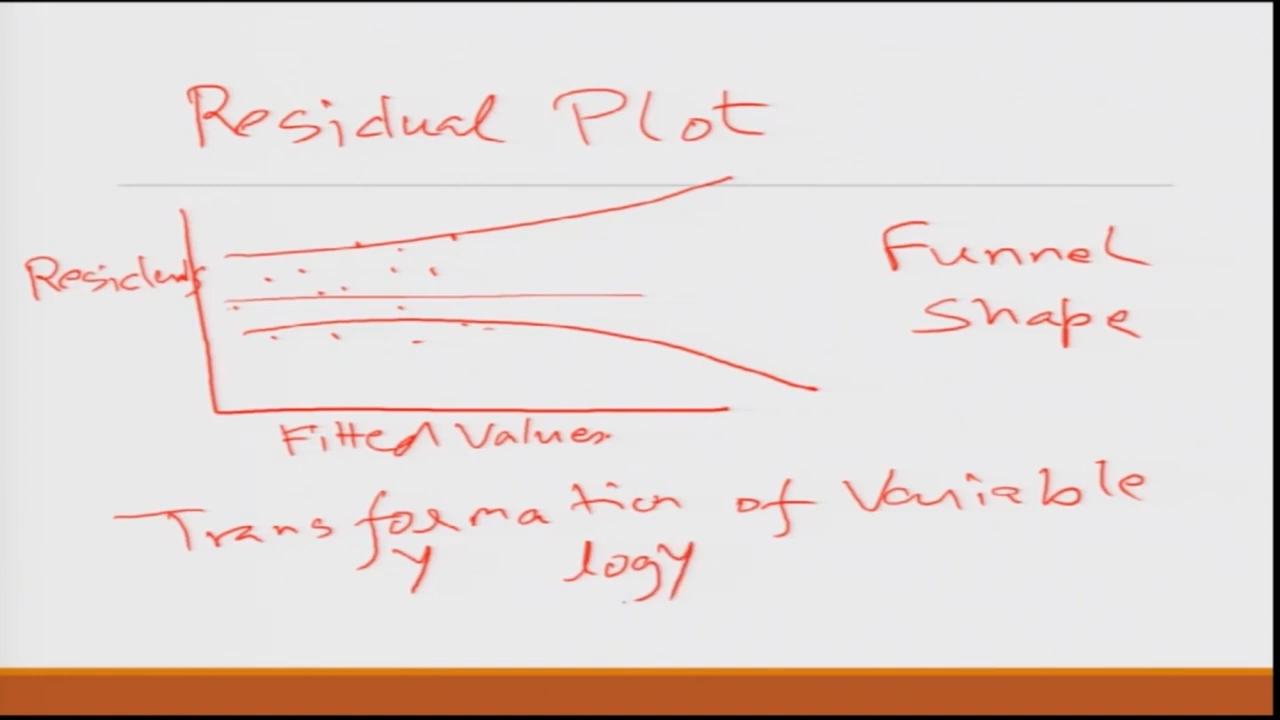 Residual Plot
Residuals
Funnel
Shape
Fitted Values
Transformation of Variable
y logy